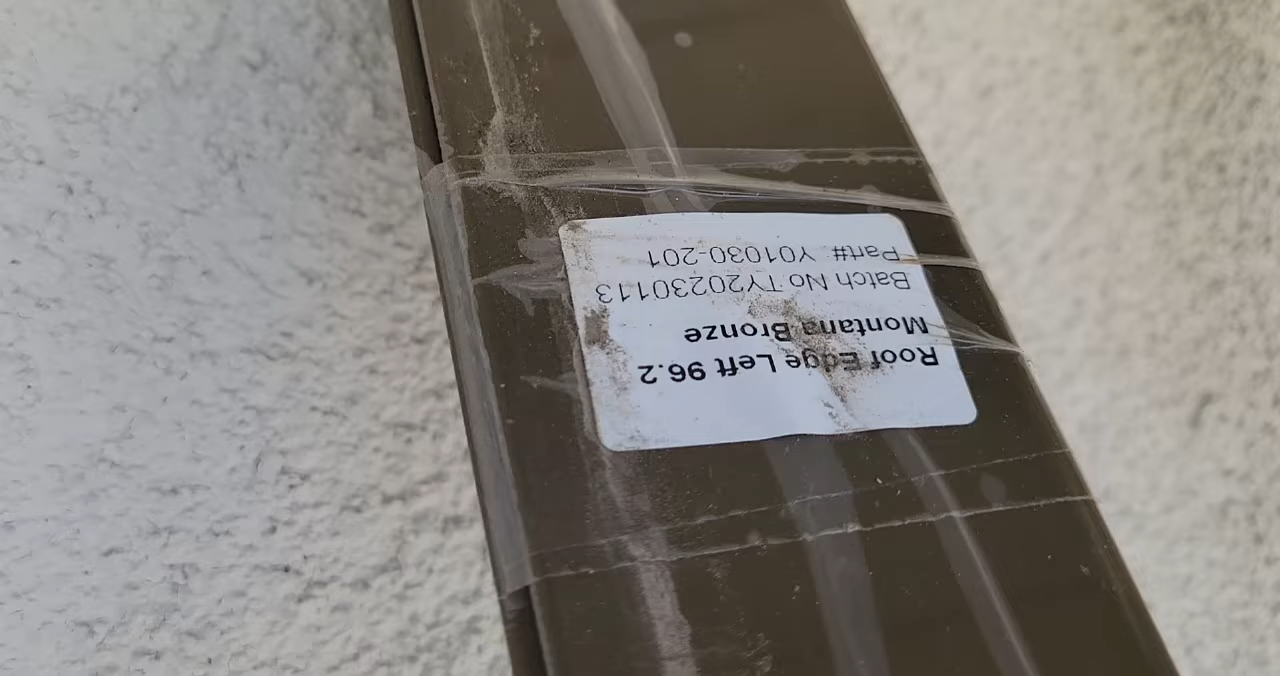 Roof Edge Left 96.2
Montana Bronze
Batch No TY20230113
Part# Y01030-201